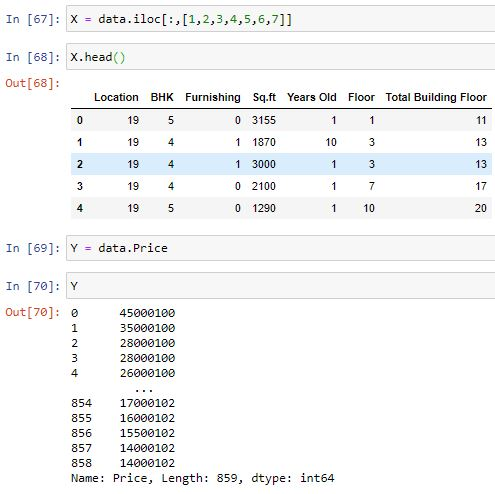 In [67]: X = data.iloc[:,[1,2,3,4,5,6,7]]
In [68]: X.head()
Out[68]:
Location BHK Furnishing Sq.ft Years Old Floor Total Building Floor
0 19 5 0 3155 1 1 11
1 19 4 1 1870 10 3 13
2 19 4 1 3000 1 3 13
3 19 4 0 2100 1 7 17
4 19 5 0 1290 1 10 20
In [69]: Y = data.Price
In [70]: Y
Out[70]: 0 45000100
1 35000100
2 28000100
3 28000100
4 26000100
...
854 17000102
855 16000102
856 15500102
857 14000102
858 14000102
Name: Price, Length: 859, dtype: int64